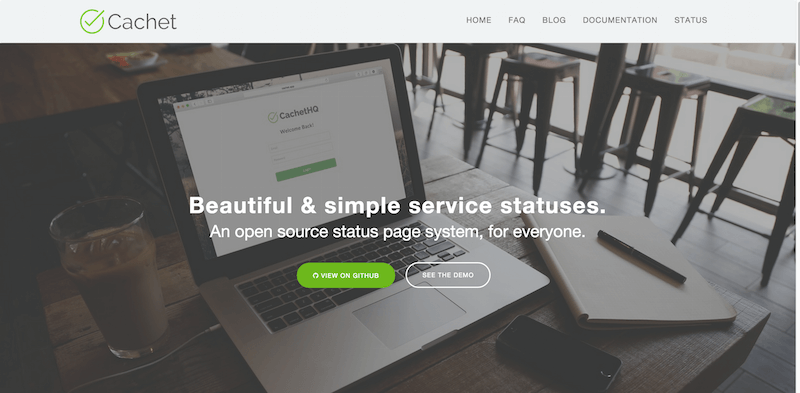 Cachet
HOME FAQ BLOG DOCUMENTATION STATUS
CachetHQ
Welcome Back!
Beautiful & simple service statuses.
An open source status page system, for everyone.
VIEW ON GITHUB SEE THE DEMO